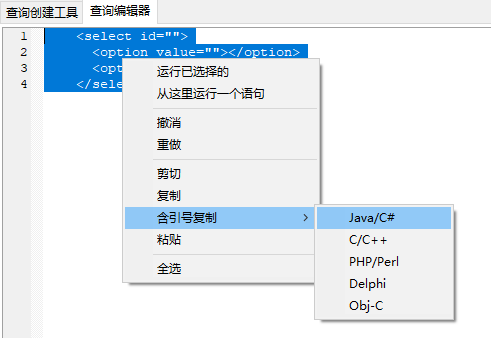 查询创建工具 查询编辑器
1 <select id="">
2 <option value=""></option>
3 <opt
4 </sele
运行已选择的
从这里运行一个语句
撤消
重做
剪切
复制
含引号复制 >
粘贴
全选
Java/C#
C/C++
PHP/Perl
Delphi
Obj-C